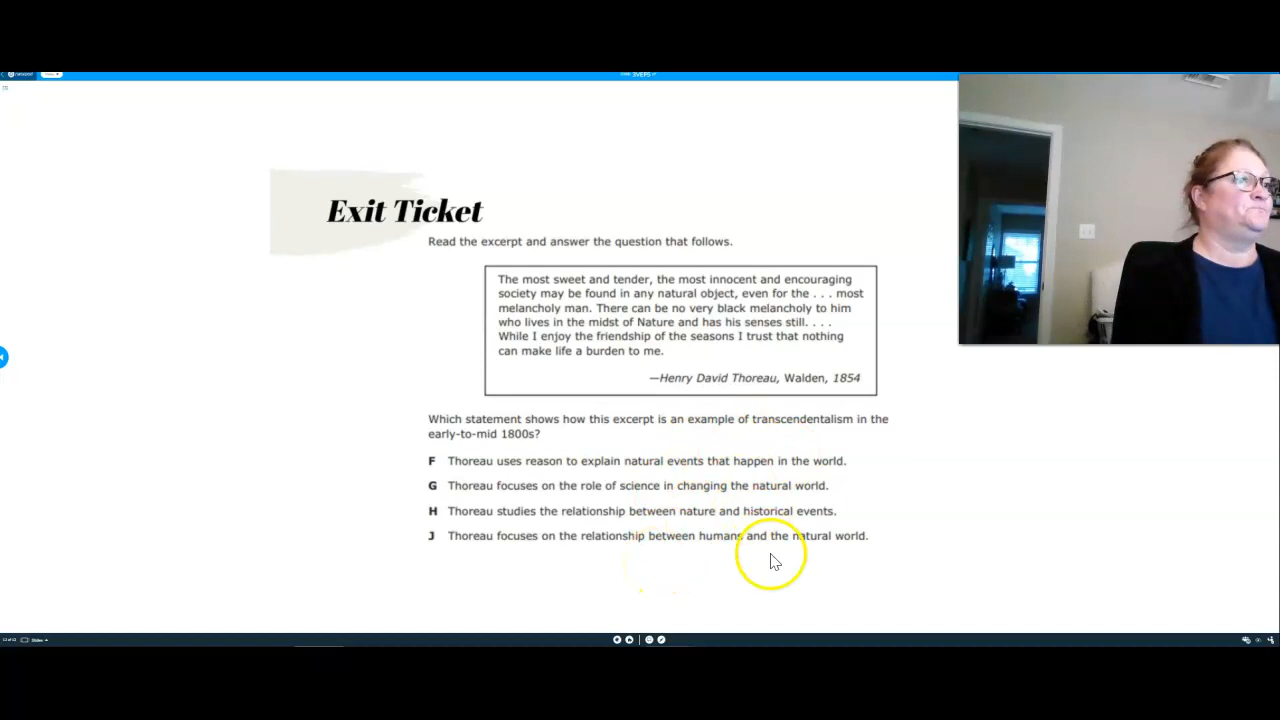 3VEPS
Exit Ticket
Read the excerpt and answer the question that follows.
The most sweet and tender, the most innocent and encouraging
society may be found in any natural object, even for the . . . most
melancholy man. There can be no very black melancholy to him
who lives in the midst of Nature and has his senses still. . . .
While I enjoy the friendship of the seasons I trust that nothing
can make life a burden to me.
—Henry David Thoreau, Walden, 1854
Which statement shows how this excerpt is an example of transcendentalism in the
early-to-mid 1800s?
F Thoreau uses reason to explain natural events that happen in the world.
G Thoreau focuses on the role of science in changing the natural world.
H Thoreau studies the relationship between nature and historical events.
J Thoreau focuses on the relationship between humans and the natural world.
Slides